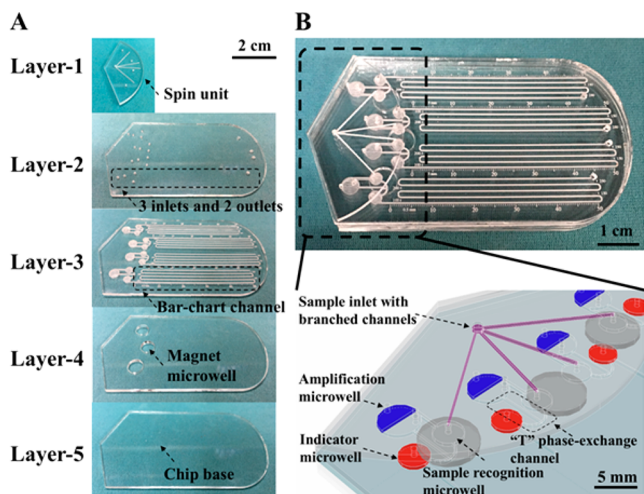 A
2 cm
Layer-1
Spin unit
Layer-2
3 inlets and 2 outlets
Layer-3
Bar-chart channel
Layer-4
Magnet
microwell
Layer-5
Chip base
B
1 cm
Sample inlet with
branched channels
Amplification
microwell
Indicator
microwell
"T" phase-exchange
channel
Sample recognition
microwell
5 mm